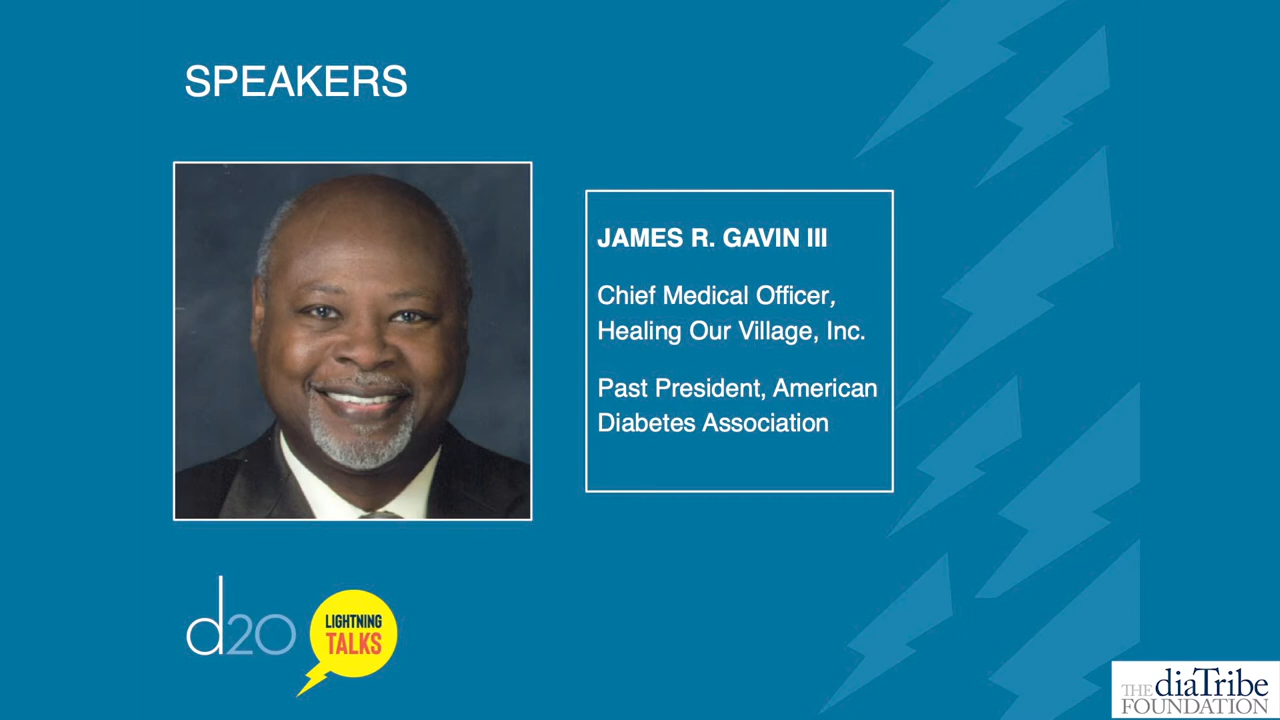 SPEAKERS
JAMES R. GAVIN III
Chief Medical Officer,
Healing Our Village, Inc.
Past President, American
Diabetes Association
d20
LIGHTNING
TALKS
THE diaTribe
FOUNDATION